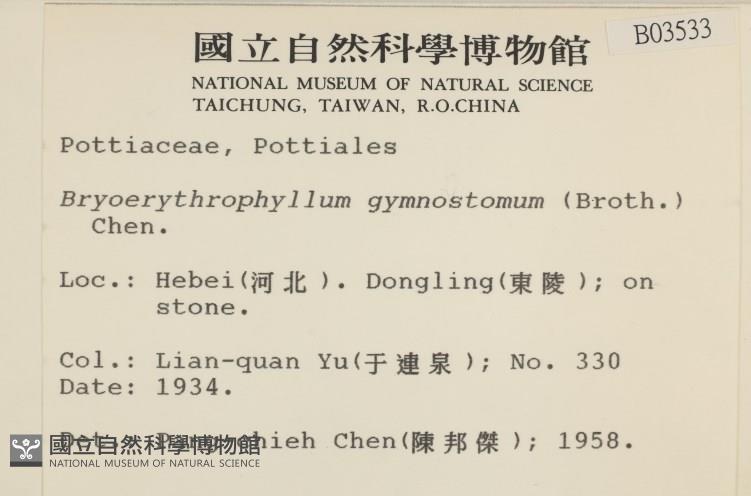 國立自然科學博物館
B03533
NATIONAL MUSEUM OF NATURAL SCIENCE
TAICHUNG, TAIWAN, R.O.CHINA
Pottiaceae, Pottiales
Bryoerythrophyllum gymnostomum (Broth.)
Chen.
Loc.: Hebei(河北). Dongling(東陵); on
stone.
Col.: Lian-quan Yu(于連泉); No. 330
Date: 1934.
Chen(陳邦傑); 1958.
國立自然科學博物館
NATIONAL MUSEUM OF NATURAL SCIENCE